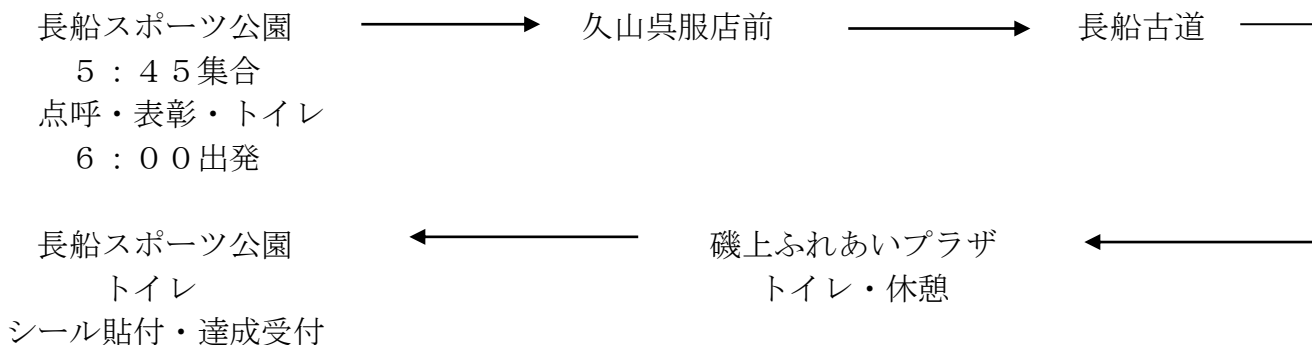 長船スポーツ公園 久山呉服店前 長船古道
５：４５集合
点呼・表彰・トイレ
６：００出発
長船スポーツ公園 磯上ふれあいプラザ
トイレ トイレ・休憩
シール貼付・達成受付